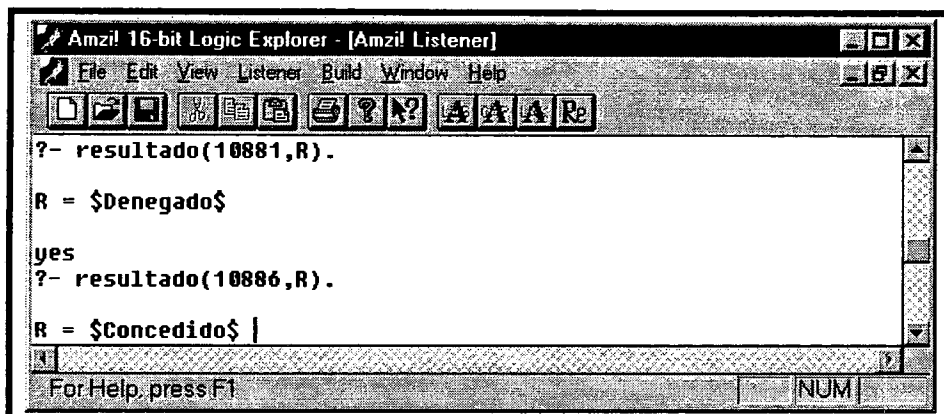 Amzi! 16-bit Logic Explorer - [Amzi! Listener]
File Edit View Listener Build Window Help
A A A Re
?- resultado(10881,R).
R = $Denegado$
yes
?- resultado(10886,R).
R = $Concedido$
For Help, press F1
NUM